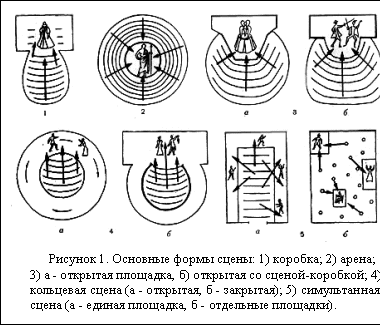 1
2
а
3
б
а
4
б
а
5
б
Рисунок 1. Основные формы сцены: 1) коробка; 2) арена;
3) а - открытая площадка, б) открытая со сценой-коробкой; 4)
кольцевая сцена (а - открытая, б - закрытая); 5) симультанная
сцена (а - единая площадка, б - отдельные площадки).